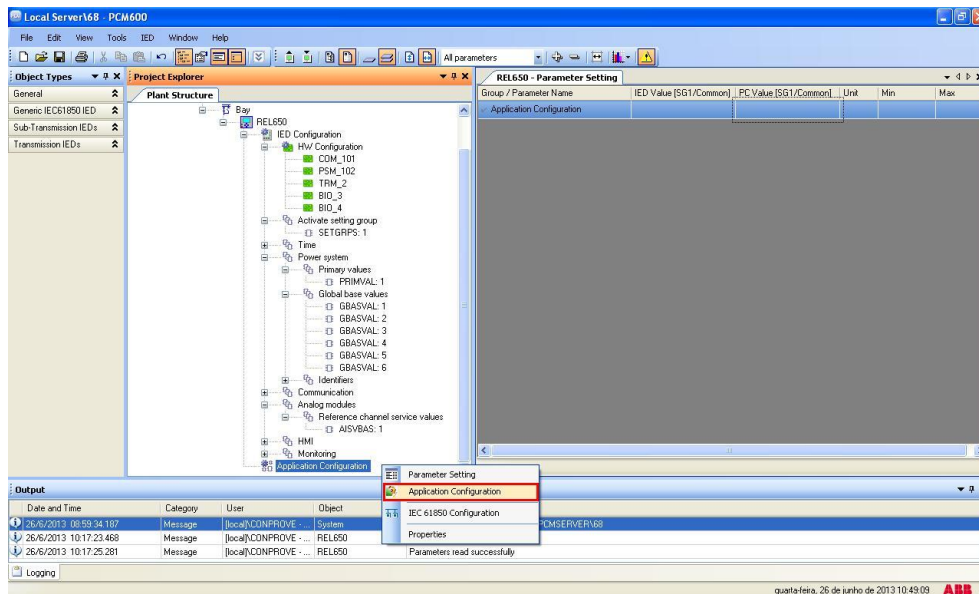 Local Server\68 - PCM600
File Edit View Tools IED Window Help
All parameters
Object Types
General
Generic IEC61850 IED
Sub-Transmission IEDs
Transmission IEDs
Project Explorer
Plant Structure
Bay
REL650
IED Configuration
HW Configuration
COM_101
PSM_102
TRM_2
BIO_3
BIO_4
Activate setting group
SETGRPS: 1
Time
Power system
Primary values
PRIMVAL: 1
Global base values
GBASVAL: 1
GBASVAL: 2
GBASVAL: 3
GBASVAL: 4
GBASVAL: 5
GBASVAL: 6
Identifiers
Communication
Analog modules
Reference channel service values
AISVBAS: 1
HMI
Monitoring
Application Configuration
REL650 - Parameter Setting
Group / Parameter Name IED Value [SG1/Common] PC Value [SG1/Common] Unit Min Max
Application Configuration
Parameter Setting
Application Configuration
IEC 61850 Configuration
Properties
Output
Date and Time Category User Object
26/6/2013 08:59:34.187 Message [local]\CONPROVE - ... System PCMSERVER\68
26/6/2013 10:17:23.468 Message [local]\CONPROVE - ... REL650
26/6/2013 10:17:25.281 Message [local]\CONPROVE - ... REL650 Parameters read successfully
Logging
quarta-feira, 26 de junho de 2013 10:49:09 ABB